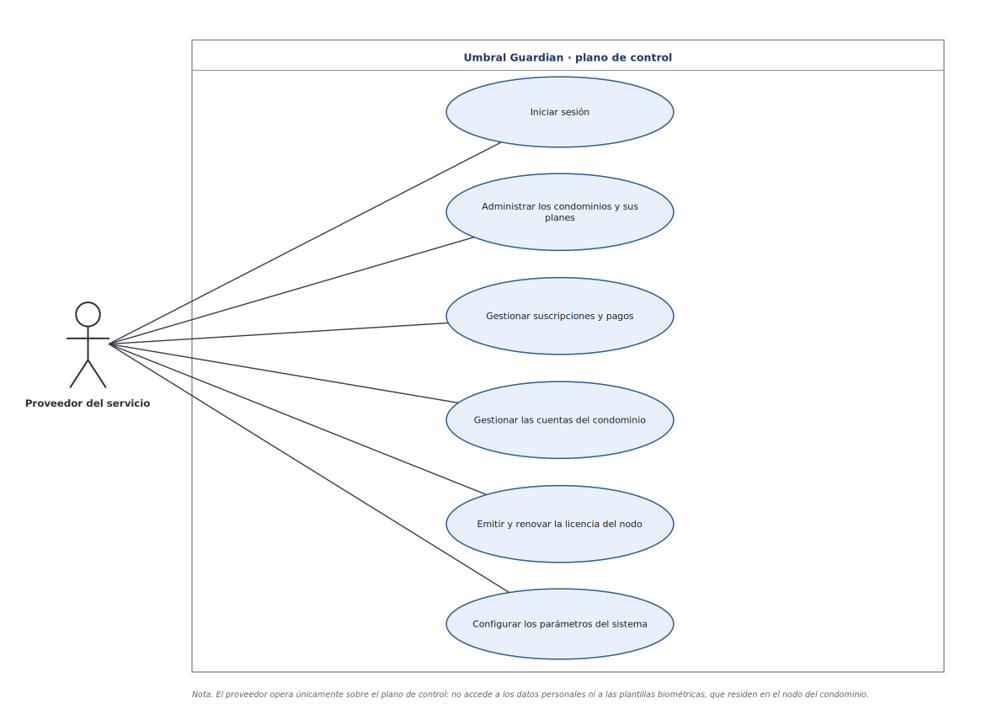 Umbral Guardian · plano de control
Iniciar sesión
Administrar los condominios y sus
planes
Gestionar suscripciones y pagos
Proveedor del servicio
Gestionar las cuentas del condominio
Emitir y renovar la licencia del nodo
Configurar los parámetros del sistema
Nota. El proveedor opera únicamente sobre el plano de control: no accede a los datos personales ni a las plantillas biométricas, que residen en el nodo del condominio.